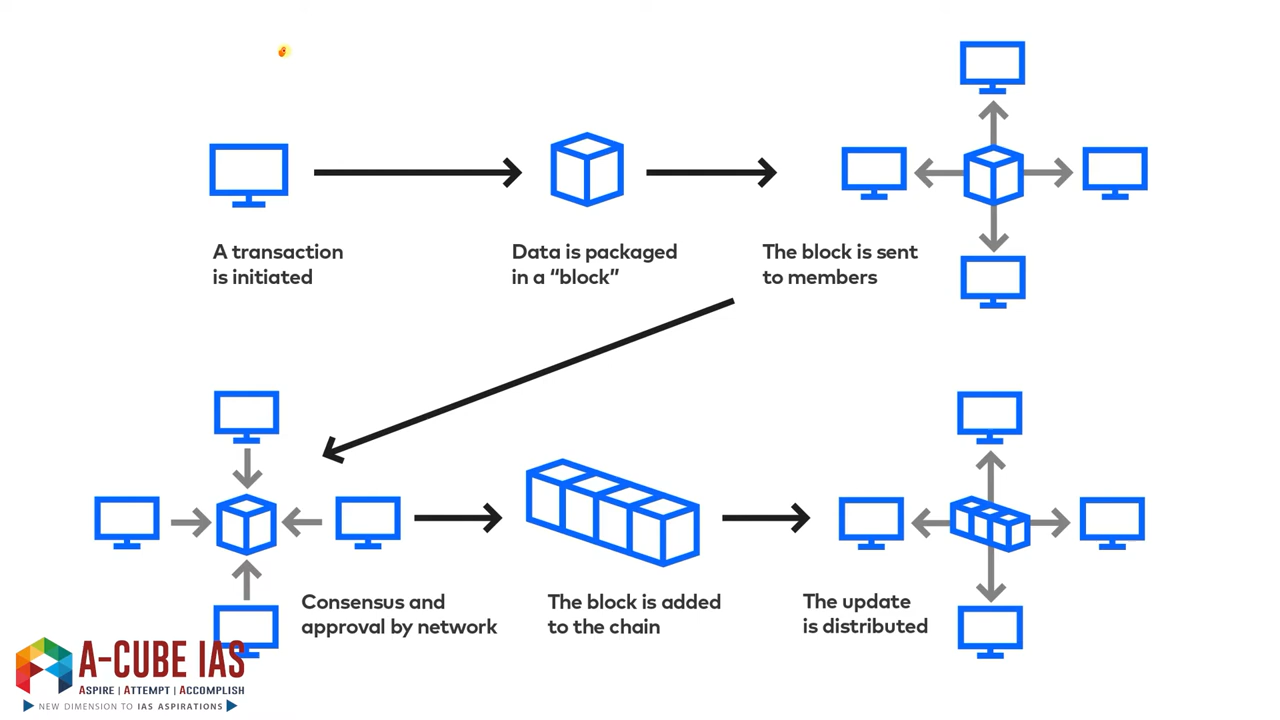 A transaction
is initiated
Data is packaged
in a “block”
The block is sent
to members
Consensus and
approval by network
The block is added
to the chain
The update
is distributed
A-CUBE IAS
ASPIRE | ATTEMPT | ACCOMPLISH
NEW DIMENSION TO IAS ASPIRATIONS